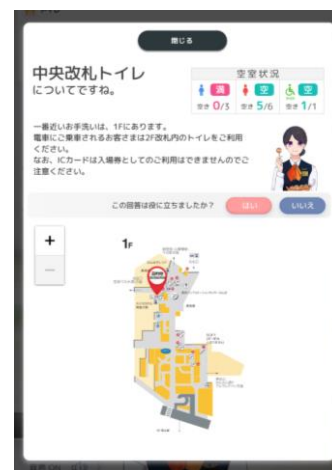 閉じる
中央改札トイレ
についてですね。
空室状況
満
空
空
空き 0/3
空き 5/6
空き 1/1
一番近いお手洗いは、1Fにあります。
電車にご乗車されるお客さまは2F改札内のトイレをご利用
ください。
なお、ICカードは入場券としてのご利用はできませんのでご
注意ください。
この回答は役に立ちましたか？
はい
いいえ
+
−
1F